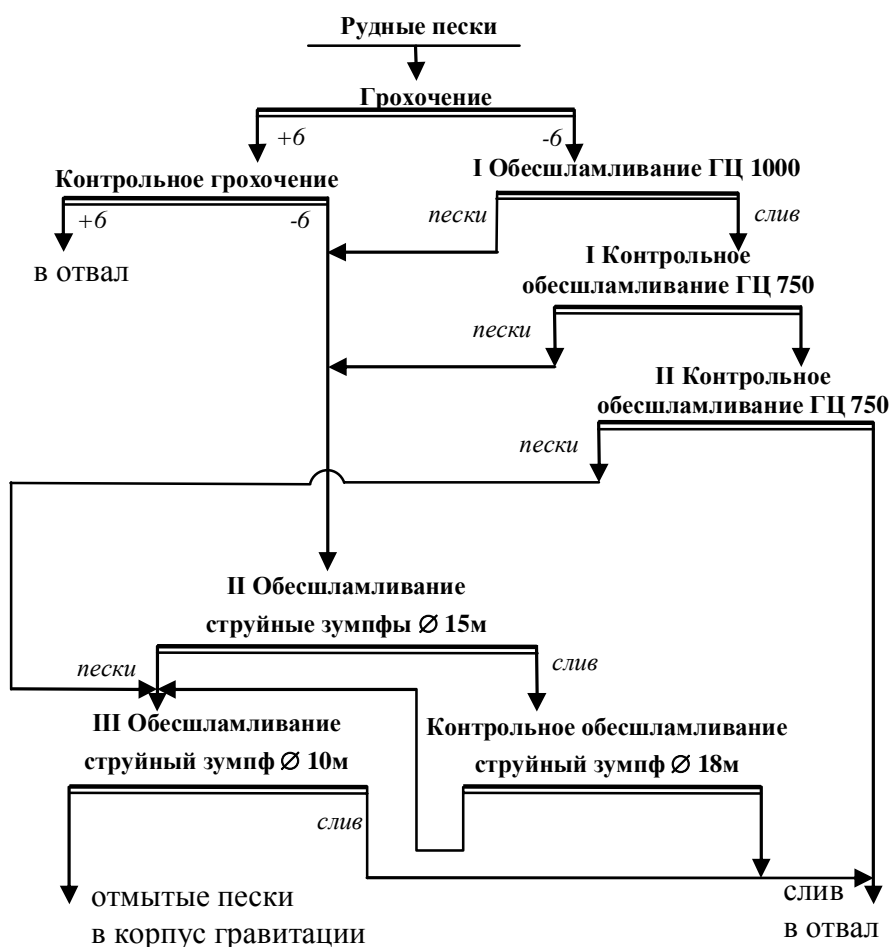 Рудные пески
Грохочение
+6
-6
Контрольное грохочение
I Обесшламливание ГЦ 1000
+6
-6
пески
слив
в отвал
I Контрольное
обесшламливание ГЦ 750
пески
II Контрольное
обесшламливание ГЦ 750
пески
II Обесшламливание
струйные зумпфы ∅ 15м
пески
слив
III Обесшламливание
струйный зумпф ∅ 10м
Контрольное обесшламливание
струйный зумпф ∅ 18м
слив
отмытые пески
в корпус гравитации
слив
в отвал